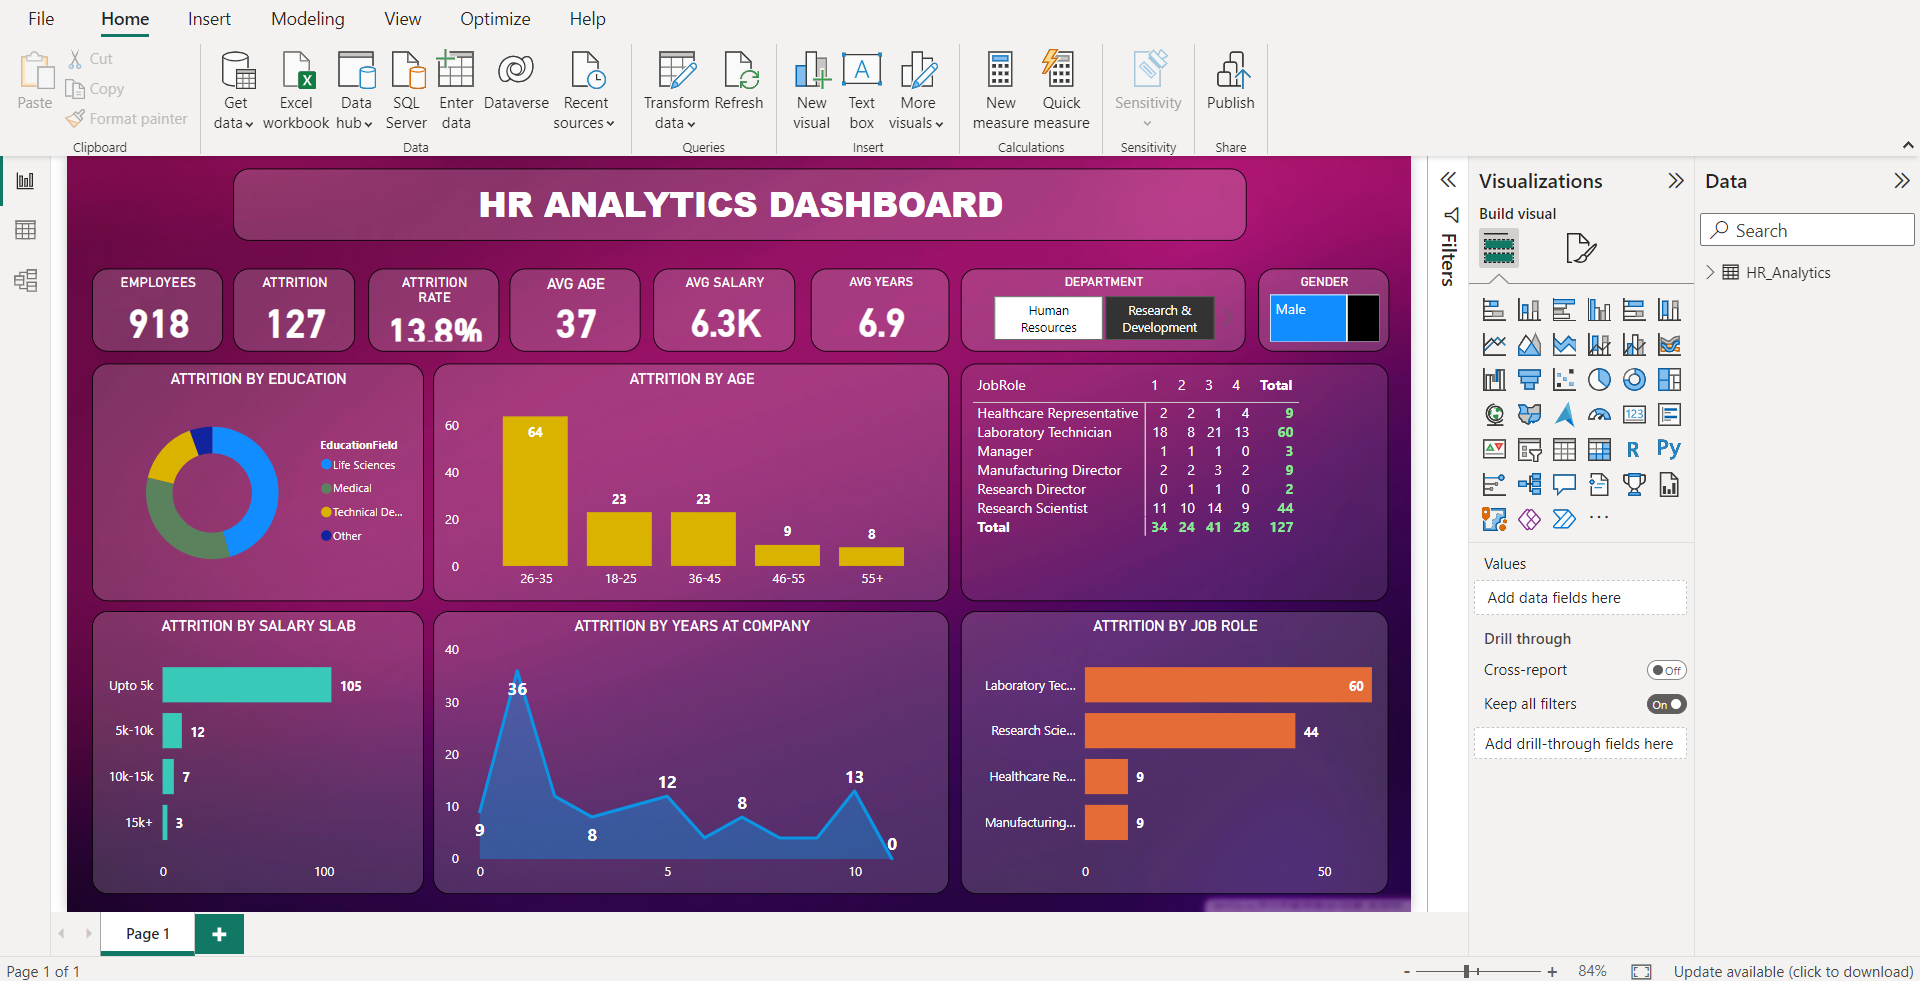 File Home Insert Modeling View Optimize Help
Paste
Cut
Copy
Format painter
Clipboard
Get data
Excel workbook
Data hub
SQL Server
Enter data
Dataverse
Recent sources
Data
Transform data
Refresh
Queries
New visual
Text box
More visuals
Insert
New measure
Quick measure
Calculations
Sensitivity
Sensitivity
Publish
Share
HR ANALYTICS DASHBOARD
EMPLOYEES
918
ATTRITION
127
ATTRITION
RATE
13.8%
AVG AGE
37
AVG SALARY
6.3K
AVG YEARS
6.9
DEPARTMENT
Human
Resources
Research &
Development
GENDER
Male
ATTRITION BY EDUCATION
EducationField
Life Sciences
Medical
Technical De...
Other
ATTRITION BY AGE
60
40
20
0
64
23
23
9
8
26-35 18-25 36-45 46-55 55+
JobRole 1 2 3 4 Total
Healthcare Representative 2 2 1 4 9
Laboratory Technician 18 8 21 13 60
Manager 1 1 1 0 3
Manufacturing Director 2 2 3 2 9
Research Director 0 1 1 0 2
Research Scientist 11 10 14 9 44
Total 34 24 41 28 127
ATTRITION BY SALARY SLAB
Upto 5k 105
5k-10k 12
10k-15k 7
15k+ 3
0 100
ATTRITION BY YEARS AT COMPANY
40
30
20
10
0
9
36
8
12
8
13
0
0 5 10
ATTRITION BY JOB ROLE
Laboratory Tec... 60
Research Scie... 44
Healthcare Re... 9
Manufacturing... 9
0 50
Filters
Visualizations
Build visual
123
R
Py
Values
Add data fields here
Drill through
Cross-report Off
Keep all filters On
Add drill-through fields here
Data
Search
HR_Analytics
Page 1
Page 1 of 1
- + 84%
Update available (click to download)